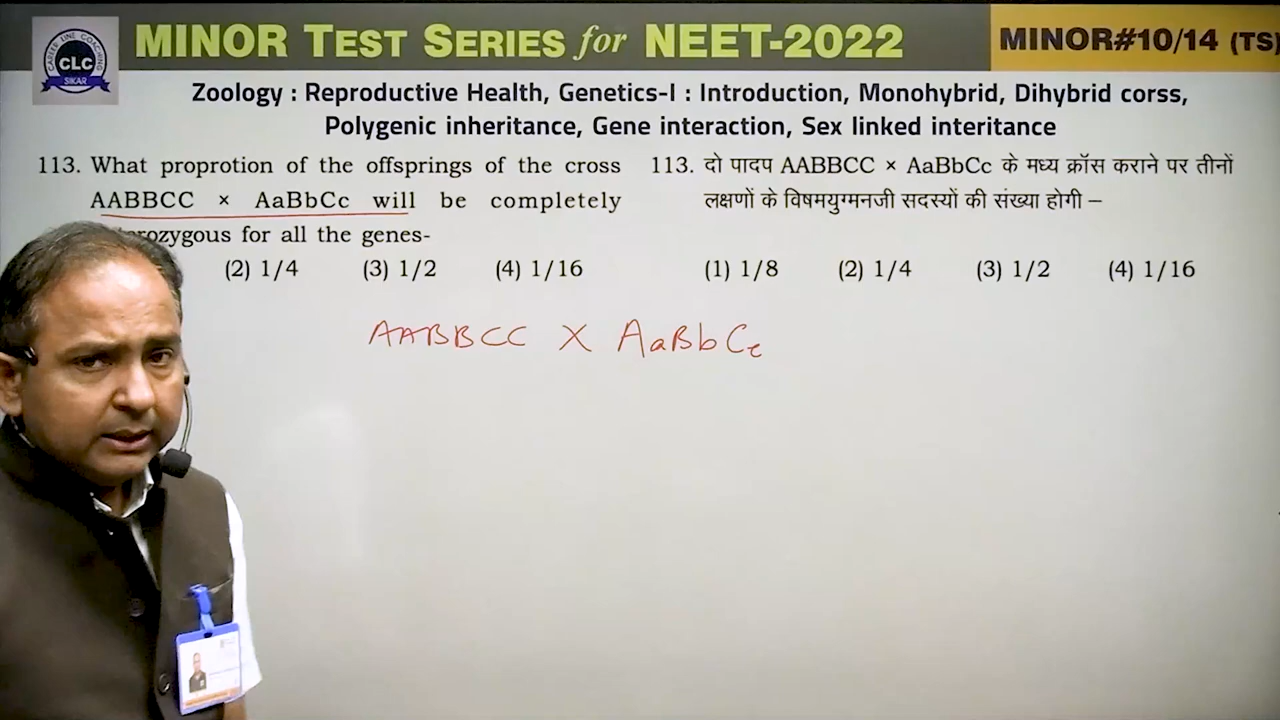 MINOR TEST SERIES for NEET-2022
MINOR#10/14 (TS)
CAREER LINE COACHING
CLC
SIKAR
Zoology : Reproductive Health, Genetics-I : Introduction, Monohybrid, Dihybrid corss,
Polygenic inheritance, Gene interaction, Sex linked interitance
113. What proprotion of the offsprings of the cross
AABBCC × AaBbCc will be completely
rozygous for all the genes-
(2) 1/4 (3) 1/2 (4) 1/16
113. दो पादप AABBCC × AaBbCc के मध्य क्रॉस कराने पर तीनों
लक्षणों के विषमयुग्मनजी सदस्यों की संख्या होगी –
(1) 1/8 (2) 1/4 (3) 1/2 (4) 1/16
AABBCC X AaBbCc